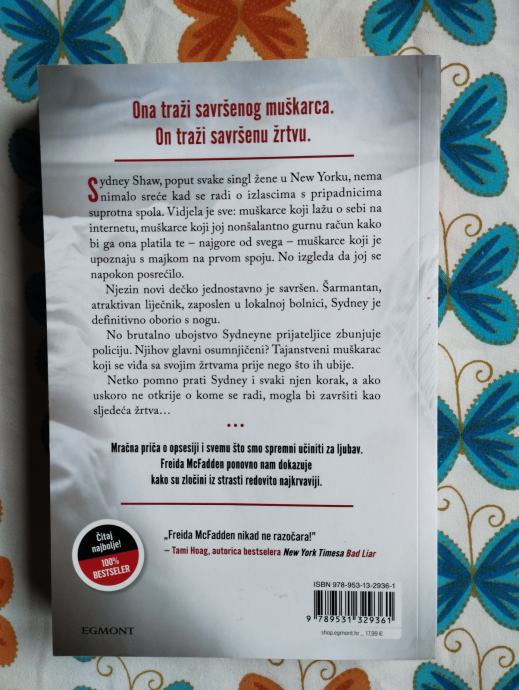 Ona traži savršenog muškarca.
On traži savršenu žrtvu.
Sydney Shaw, poput svake singl žene u New Yorku, nema
nimalo sreće kad se radi o izlascima s pripadnicima
suprotna spola. Vidjela je sve: muškarce koji lažu o sebi na
internetu, muškarce koji joj nonšalantno gurnu račun kako
bi ga ona platila te – najgore od svega – muškarce koji je
upoznaju s majkom na prvom spoju. No izgleda da joj se
napokon posrećilo.
Njezin novi dečko jednostavno je savršen. Šarmantan,
atraktivan liječnik, zaposlen u lokalnoj bolnici, Sydney je
definitivno oborio s nogu.
No brutalno ubojstvo Sydneyne prijateljice zbunjuje
policiju. Njihov glavni osumnjičeni? Tajanstveni muškarac
koji se viđa sa svojim žrtvama prije nego što ih ubije.
Netko pomno prati Sydney i svaki njen korak, a ako
uskoro ne otkrije o kome se radi, mogla bi završiti kao
sljedeća žrtva…
Mračna priča o opsesiji i svemu što smo spremni učiniti za ljubav.
Freida McFadden ponovno nam dokazuje
kako su zločini iz strasti redovito najkrvaviji.
„Freida McFadden nikad ne razočara!”
– Tami Hoag, autorica bestselera New York Timesa Bad Liar
Čitaj
najbolje!
100%
BESTSELER
EGMONT
ISBN 978-953-13-2936-1
9 789531 329361
shop.egmont.hr _ 17,99 €